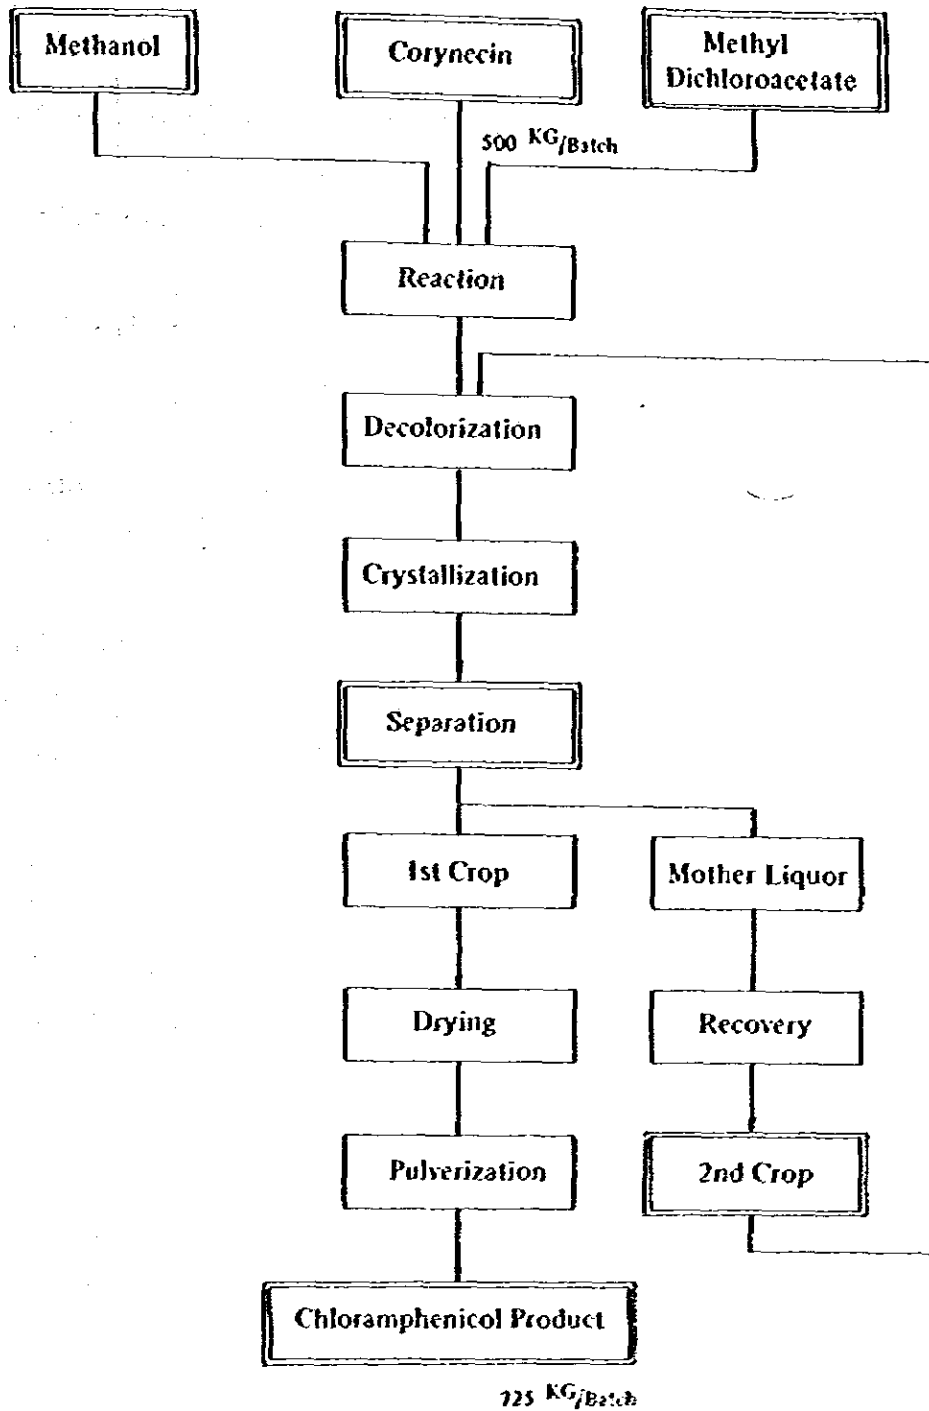 Methanol
Corynecin
Methyl
Dichloroacetate
500 KG/Batch
Reaction
Decolorization
Crystallization
Separation
1st Crop
Mother Liquor
Drying
Recovery
Pulverization
2nd Crop
Chloramphenicol Product
725 KG/Batch